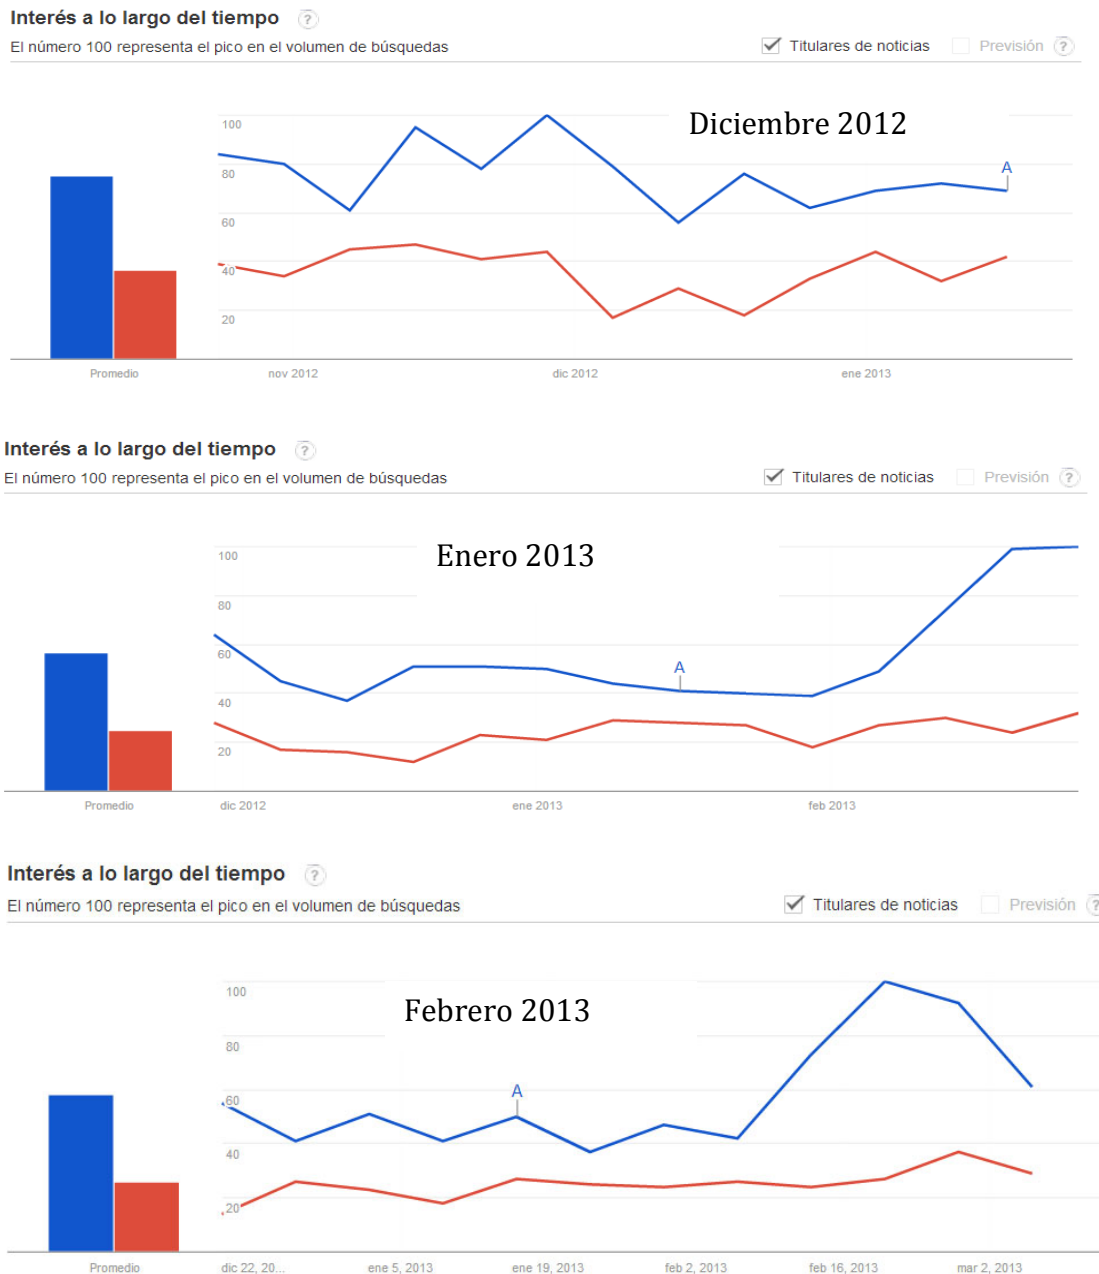 Interés a lo largo del tiempo ?
El número 100 representa el pico en el volumen de búsquedas
Titulares de noticias Previsión ?
Diciembre 2012
100
80
60
40
20
A
Promedio nov 2012 dic 2012 ene 2013
Interés a lo largo del tiempo ?
El número 100 representa el pico en el volumen de búsquedas
Titulares de noticias Previsión ?
Enero 2013
100
80
60
40
20
A
Promedio dic 2012 ene 2013 feb 2013
Interés a lo largo del tiempo ?
El número 100 representa el pico en el volumen de búsquedas
Titulares de noticias Previsión ?
Febrero 2013
100
80
60
40
20
A
Promedio dic 22, 20... ene 5, 2013 ene 19, 2013 feb 2, 2013 feb 16, 2013 mar 2, 2013